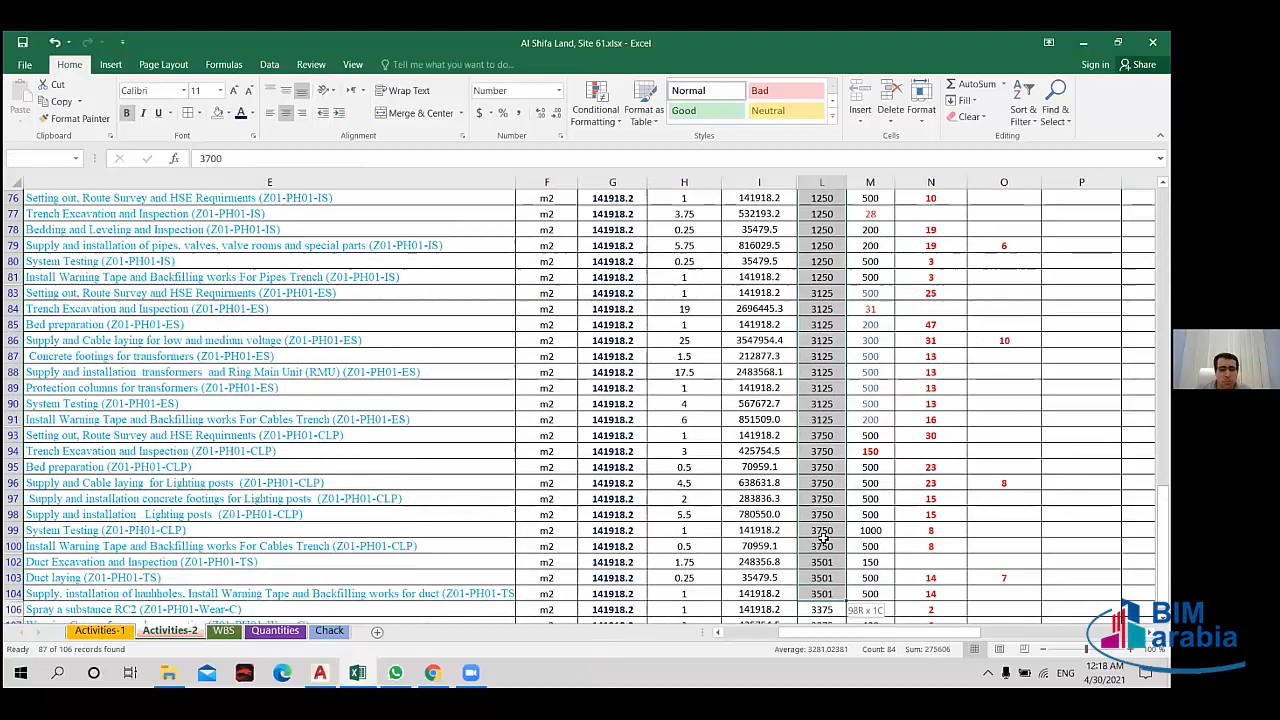 Al Shifa Land, Site 61.xlsx - Excel
File Home Insert Page Layout Formulas Data Review View Tell me what you want to do... Sign in Share
Cut
Copy
Format Painter
Paste
Clipboard
Calibri 11
B I U
Font
Wrap Text
Merge & Center
Alignment
Number
$ % ,
Number
Conditional Formatting
Format as Table
Normal Bad
Good Neutral
Styles
Insert Delete Format
Cells
AutoSum
Fill
Clear
Sort & Filter
Find & Select
Editing
fx 3700
E F G H I L M N O P
76 Setting out, Route Survey and HSE Requirments (Z01-PH01-IS) m2 141918.2 1 141918.2 1250 500 10
77 Trench Excavation and Inspection (Z01-PH01-IS) m2 141918.2 3.75 532193.2 1250 28
78 Bedding and Leveling and Inspection (Z01-PH01-IS) m2 141918.2 0.25 35479.5 1250 200 19
79 Supply and installation of pipes, valves, valve rooms and special parts (Z01-PH01-IS) m2 141918.2 5.75 816029.5 1250 200 19 6
80 System Testing (Z01-PH01-IS) m2 141918.2 0.25 35479.5 1250 500 3
81 Install Warning Tape and Backfilling works For Pipes Trench (Z01-PH01-IS) m2 141918.2 1 141918.2 1250 500 3
83 Setting out, Route Survey and HSE Requirments (Z01-PH01-ES) m2 141918.2 1 141918.2 3125 500 25
84 Trench Excavation and Inspection (Z01-PH01-ES) m2 141918.2 19 2696445.3 3125 31
85 Bed preparation (Z01-PH01-ES) m2 141918.2 1 141918.2 3125 200 47
86 Supply and Cable laying for low and medium voltage (Z01-PH01-ES) m2 141918.2 25 3547954.4 3125 300 31 10
87 Concrete footings for transformers (Z01-PH01-ES) m2 141918.2 1.5 212877.3 3125 500 13
88 Supply and installation transformers and Ring Main Unit (RMU) (Z01-PH01-ES) m2 141918.2 17.5 2483568.1 3125 500 13
89 Protection columns for transformers (Z01-PH01-ES) m2 141918.2 1 141918.2 3125 500 13
90 System Testing (Z01-PH01-ES) m2 141918.2 4 567672.7 3125 500 13
91 Install Warning Tape and Backfilling works For Cables Trench (Z01-PH01-ES) m2 141918.2 6 851509.0 3125 200 16
93 Setting out, Route Survey and HSE Requirments (Z01-PH01-CLP) m2 141918.2 1 141918.2 3750 500 30
94 Trench Excavation and Inspection (Z01-PH01-CLP) m2 141918.2 3 425754.5 3750 150
95 Bed preparation (Z01-PH01-CLP) m2 141918.2 0.5 70959.1 3750 500 23
96 Supply and Cable laying for Lighting posts (Z01-PH01-CLP) m2 141918.2 4.5 638631.8 3750 500 23 8
97 Supply and installation concrete footings for Lighting posts (Z01-PH01-CLP) m2 141918.2 2 283836.3 3750 500 15
98 Supply and installation Lighting posts (Z01-PH01-CLP) m2 141918.2 5.5 780550.0 3750 500 15
99 System Testing (Z01-PH01-CLP) m2 141918.2 1 141918.2 3750 1000 8
100 Install Warning Tape and Backfilling works For Cables Trench (Z01-PH01-CLP) m2 141918.2 0.5 70959.1 3750 500 8
102 Duct Excavation and Inspection (Z01-PH01-TS) m2 141918.2 1.75 248356.8 3501 150
103 Duct laying (Z01-PH01-TS) m2 141918.2 0.25 35479.5 3501 500 14 7
104 Supply, installation of hauhholes, Install Warning Tape and Backfilling works for duct (Z01-PH01-TS m2 141918.2 1 141918.2 3501 500 14
106 Spray a substance RC2 (Z01-PH01-Wear-C) m2 141918.2 1 141918.2 3375 98R x 1C 2
Activities-1 Activities-2 WBS Quantities Chack
Ready 87 of 106 records found Average: 3281.02381 Count: 84 Sum: 275606 100 %
ENG 12:18 AM
4/30/2021
BIM
arabia